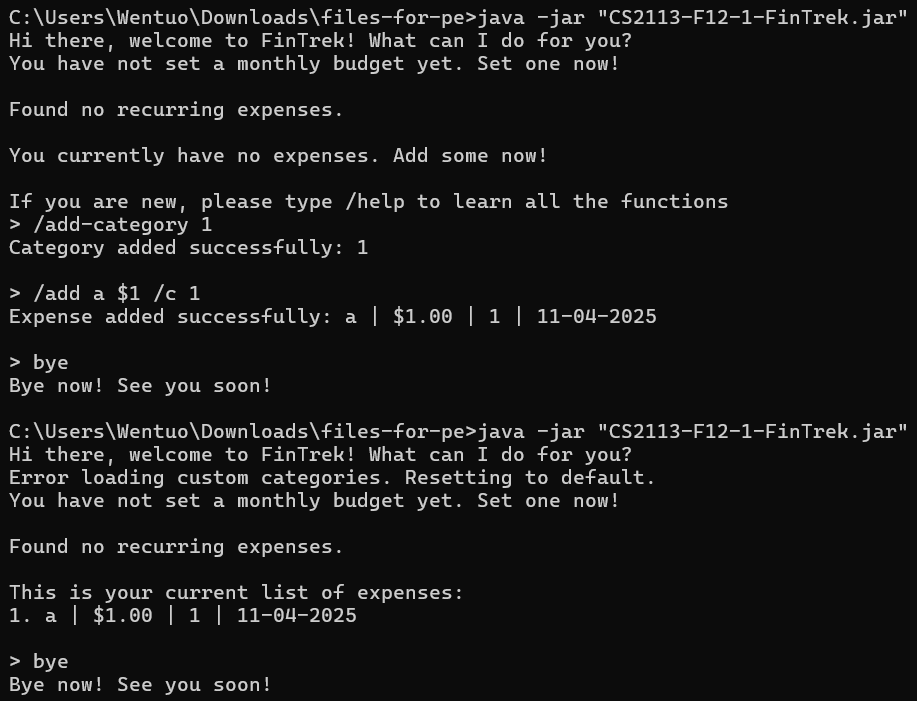 C:\Users\Wentuo\Downloads\files-for-pe>java -jar "CS2113-F12-1-FinTrek.jar"
Hi there, welcome to FinTrek! What can I do for you?
You have not set a monthly budget yet. Set one now!
Found no recurring expenses.
You currently have no expenses. Add some now!
If you are new, please type /help to learn all the functions
> /add-category 1
Category added successfully: 1
> /add a $1 /c 1
Expense added successfully: a | $1.00 | 1 | 11-04-2025
> bye
Bye now! See you soon!
C:\Users\Wentuo\Downloads\files-for-pe>java -jar "CS2113-F12-1-FinTrek.jar"
Hi there, welcome to FinTrek! What can I do for you?
Error loading custom categories. Resetting to default.
You have not set a monthly budget yet. Set one now!
Found no recurring expenses.
This is your current list of expenses:
1. a | $1.00 | 1 | 11-04-2025
> bye
Bye now! See you soon!